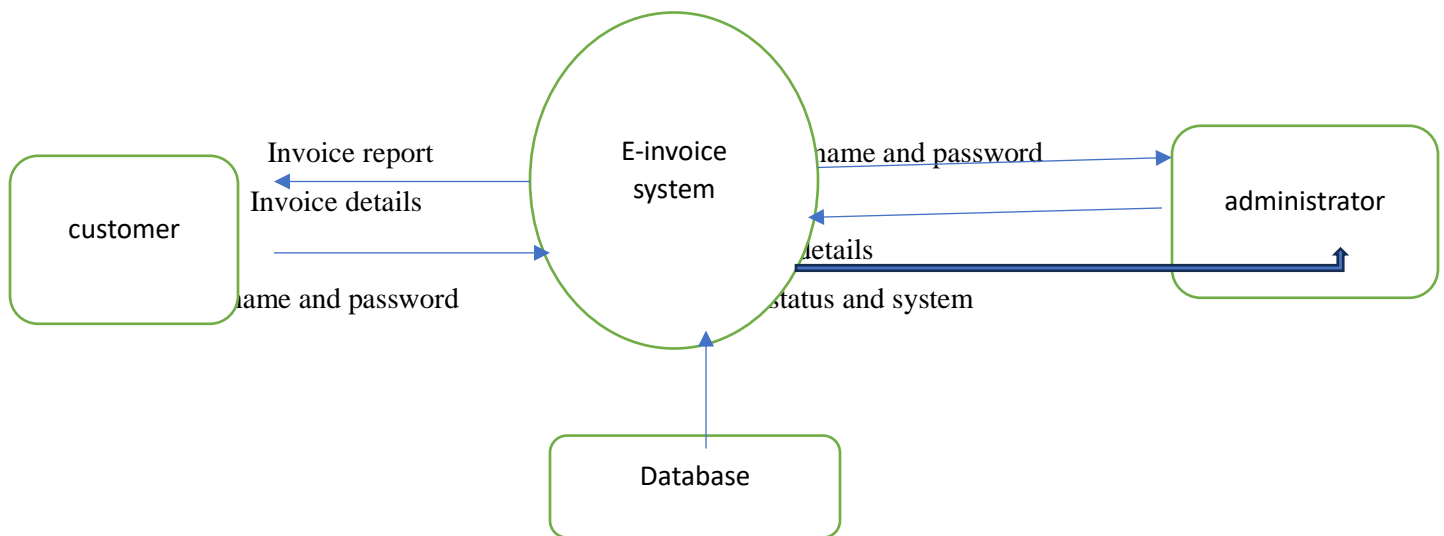 Invoice report
Invoice details
customer
name and password
E-invoice
system
name and password
details
status and system
administrator
Database